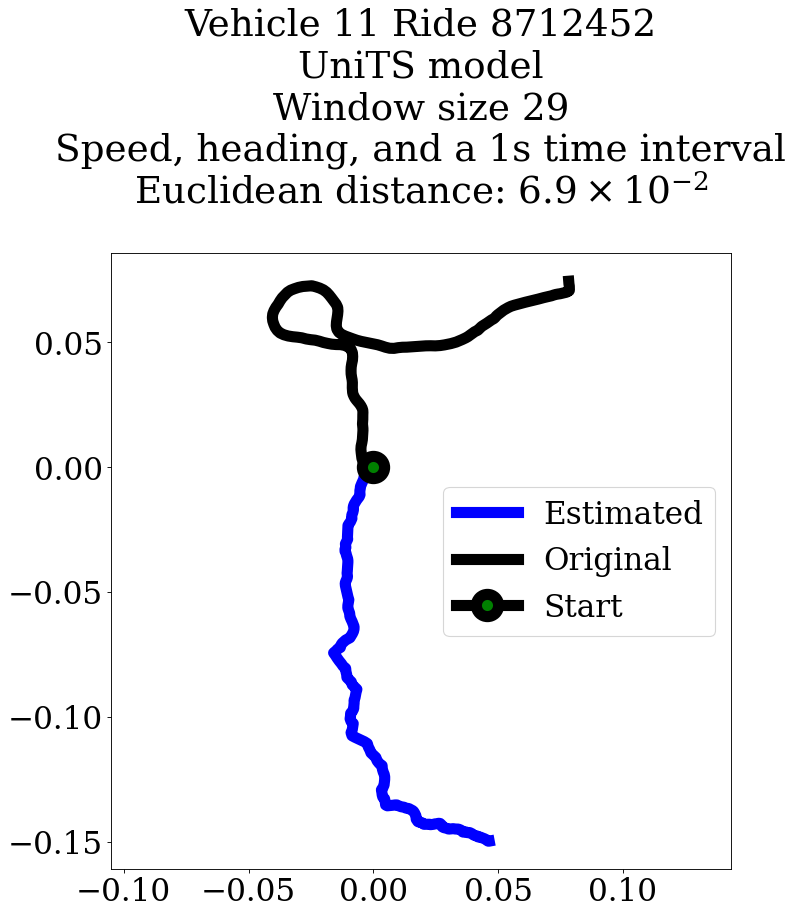 Vehicle 11 Ride 8712452
UniTS model
Window size 29
Speed, heading, and a 1s time interval
Euclidean distance: 6.9 × 10⁻²
0.05
0.00
−0.05
−0.10
−0.15
Estimated
Original
Start
−0.10 −0.05 0.00 0.05 0.10